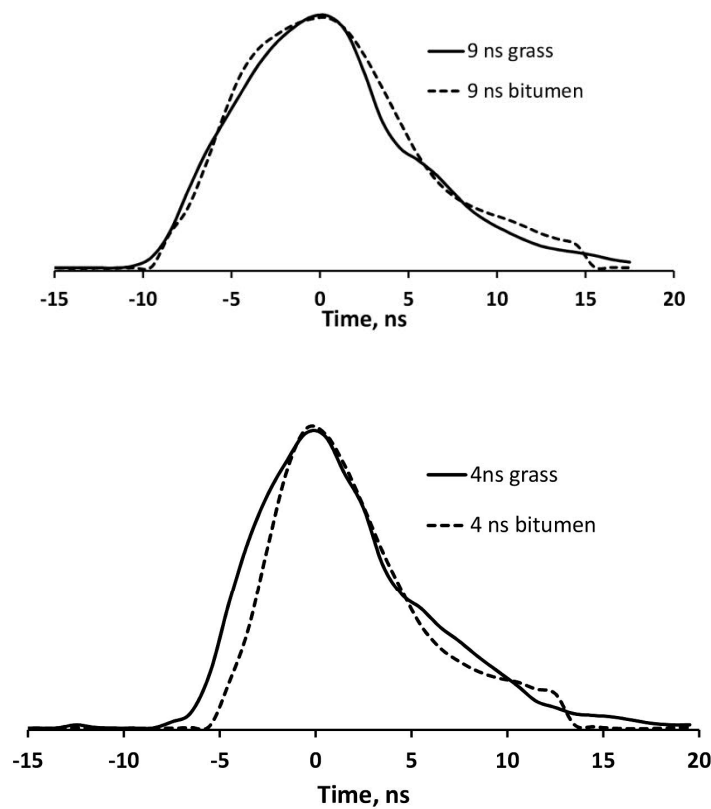 9 ns grass
9 ns bitumen
-15 -10 -5 0 5 10 15 20
Time, ns
4ns grass
4 ns bitumen
-15 -10 -5 0 5 10 15 20
Time, ns